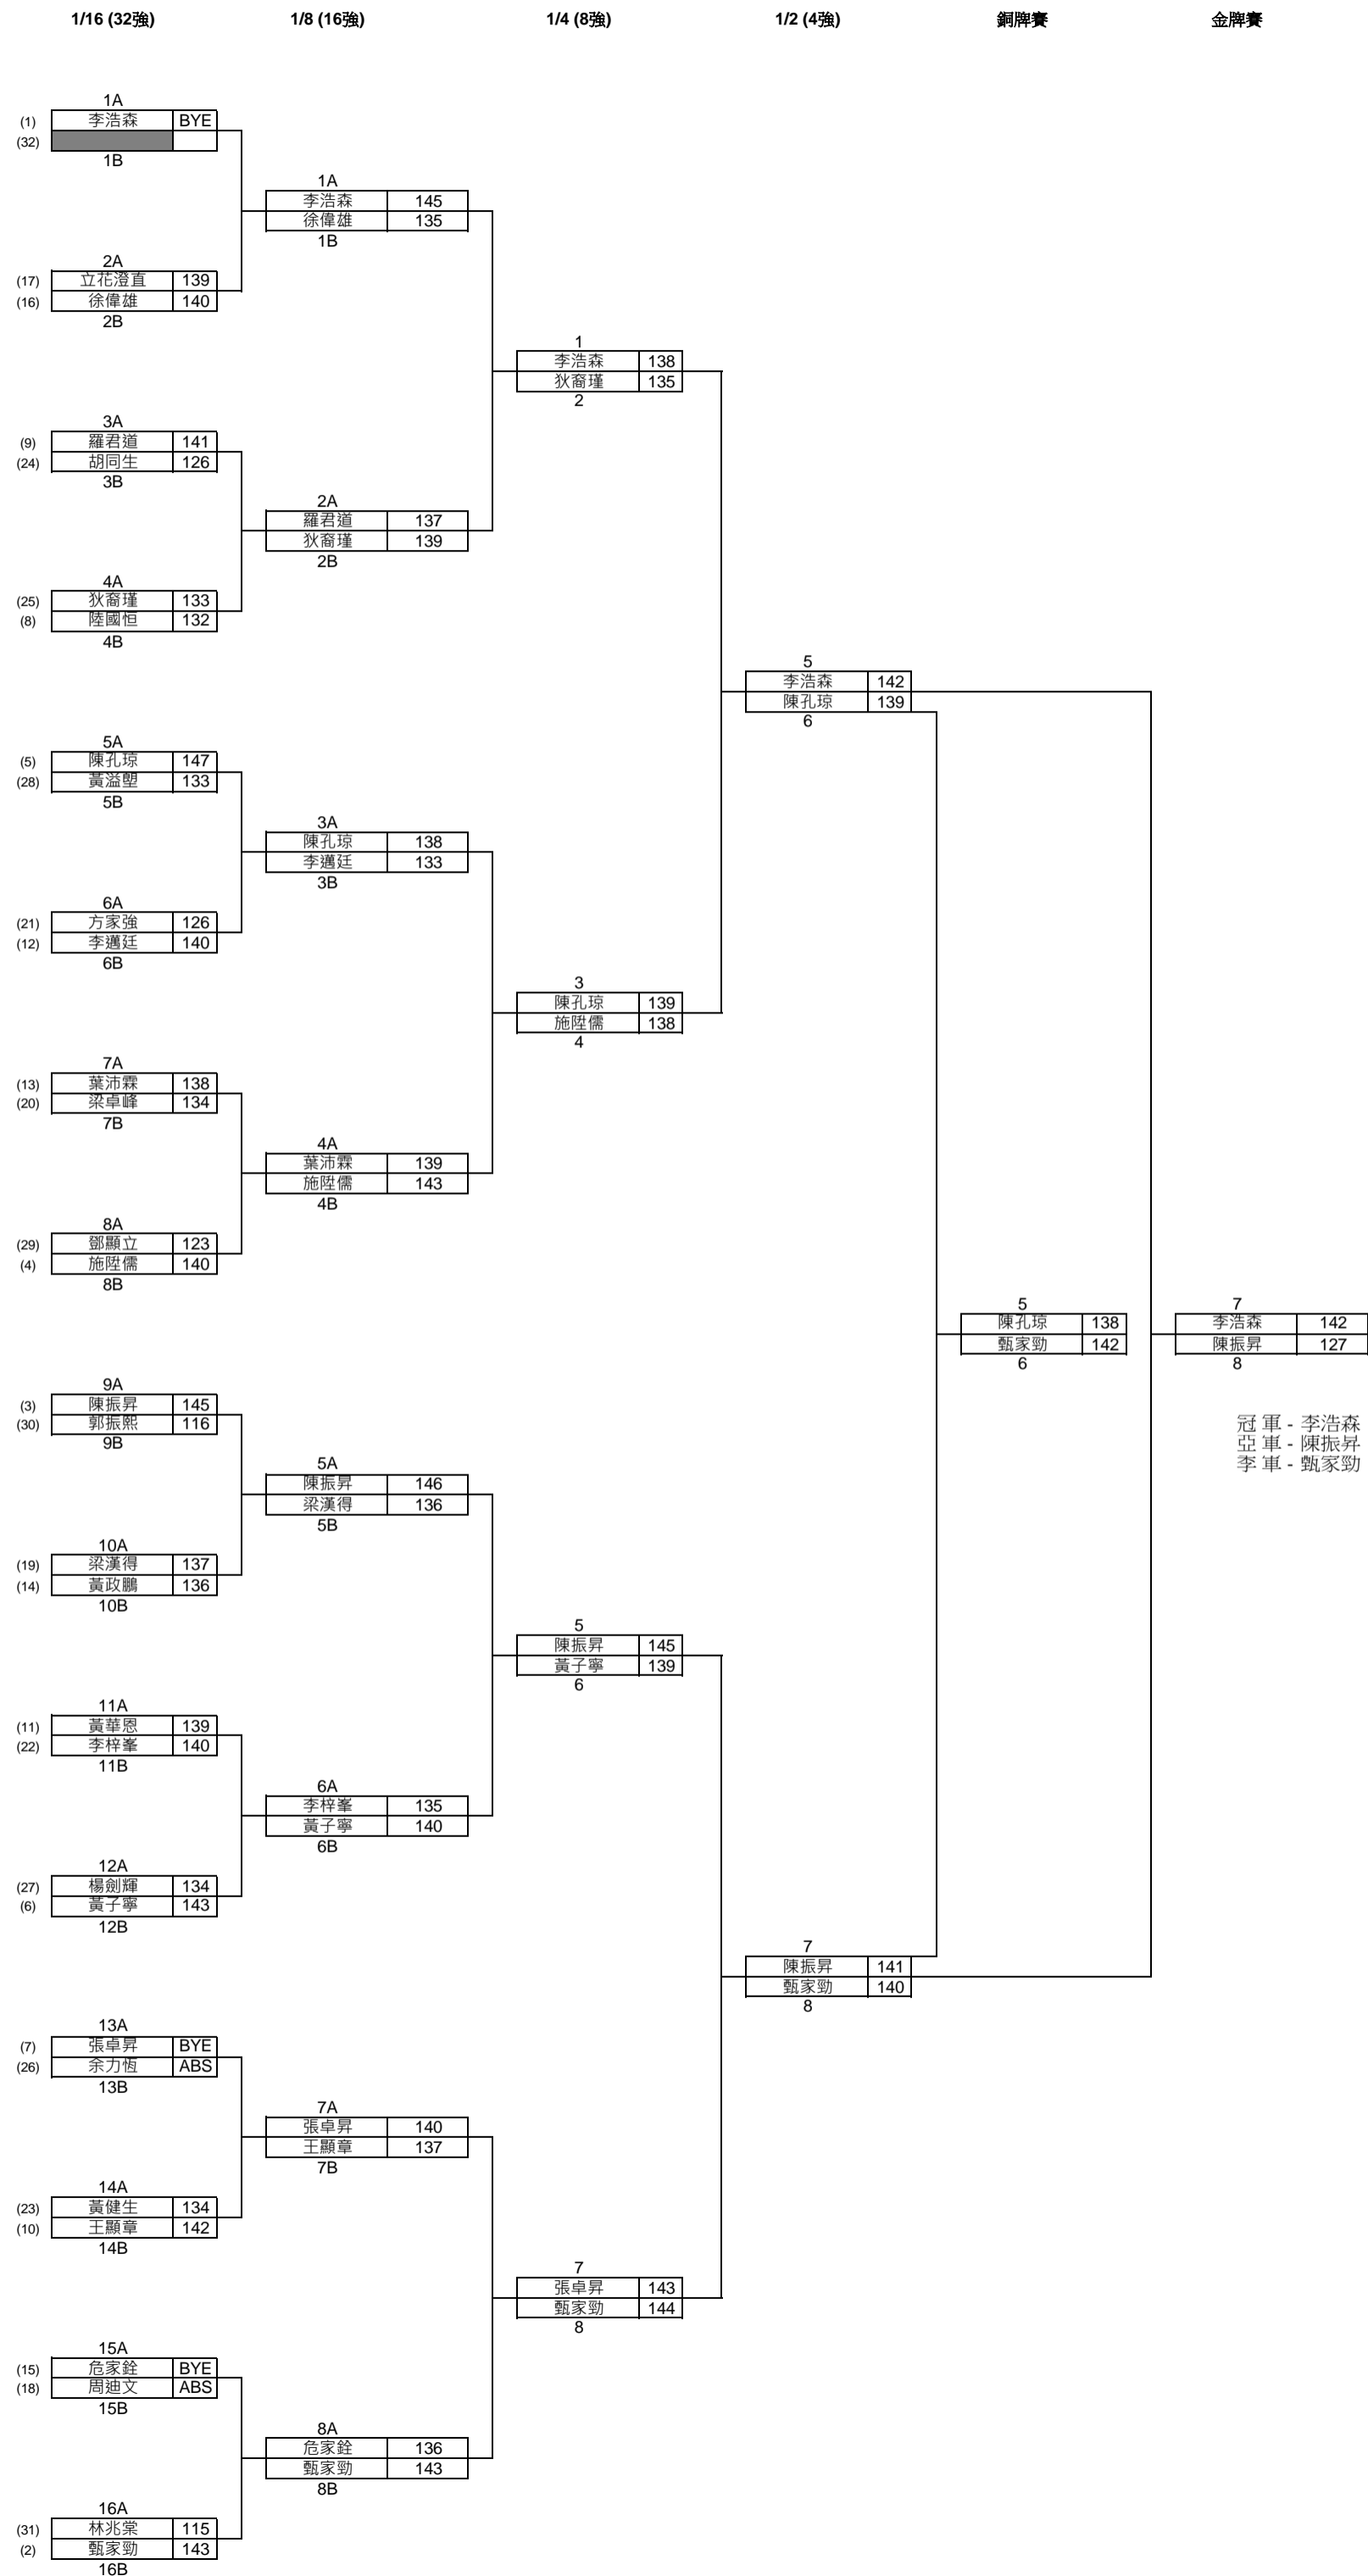 1/16 (32強) 1/8 (16強) 1/4 (8強) 1/2 (4強) 銅牌賽 金牌賽
1A
(1) 李浩森 BYE
(32)
1B
1A
李浩森 145
徐偉雄 135
1B
2A
(17) 立花澄直 139
(16) 徐偉雄 140
2B
1
李浩森 138
狄裔瑾 135
2
3A
(9) 羅君道 141
(24) 胡同生 126
3B
2A
羅君道 137
狄裔瑾 139
2B
4A
(25) 狄裔瑾 133
(8) 陸國恒 132
4B
5
李浩森 142
陳孔琼 139
6
5A
(5) 陳孔琼 147
(28) 黃溢塱 133
5B
3A
陳孔琼 138
李邁廷 133
3B
6A
(21) 方家強 126
(12) 李邁廷 140
6B
3
陳孔琼 139
施陞儒 138
4
7A
(13) 葉沛霖 138
(20) 梁卓峰 134
7B
4A
葉沛霖 139
施陞儒 143
4B
8A
(29) 鄧顯立 123
(4) 施陞儒 140
8B
5
陳孔琼 138
甄家勁 142
6
7
李浩森 142
陳振昇 127
8
冠 軍 - 李浩森
亞 軍 - 陳振昇
季 軍 - 甄家勁
9A
(3) 陳振昇 145
(30) 郭振熙 116
9B
5A
陳振昇 146
梁漢得 136
5B
10A
(19) 梁漢得 137
(14) 黃政鵬 136
10B
5
陳振昇 145
黃子寧 139
6
11A
(11) 黃華恩 139
(22) 李梓峯 140
11B
6A
李梓峯 135
黃子寧 140
6B
12A
(27) 楊劍輝 134
(6) 黃子寧 143
12B
7
陳振昇 141
甄家勁 140
8
13A
(7) 張卓昇 BYE
(26) 余力恆 ABS
13B
7A
張卓昇 140
王顯章 137
7B
14A
(23) 黃健生 134
(10) 王顯章 142
14B
7
張卓昇 143
甄家勁 144
8
15A
(15) 危家銓 BYE
(18) 周迪文 ABS
15B
8A
危家銓 136
甄家勁 143
8B
16A
(31) 林兆棠 115
(2) 甄家勁 143
16B